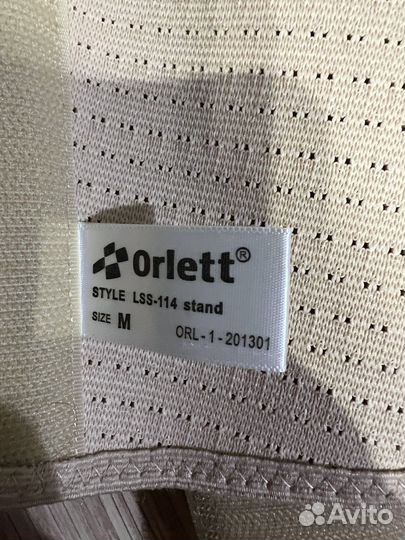 Orlett®
STYLE LSS-114 stand
SIZE M
ORL-1-201301
Avito